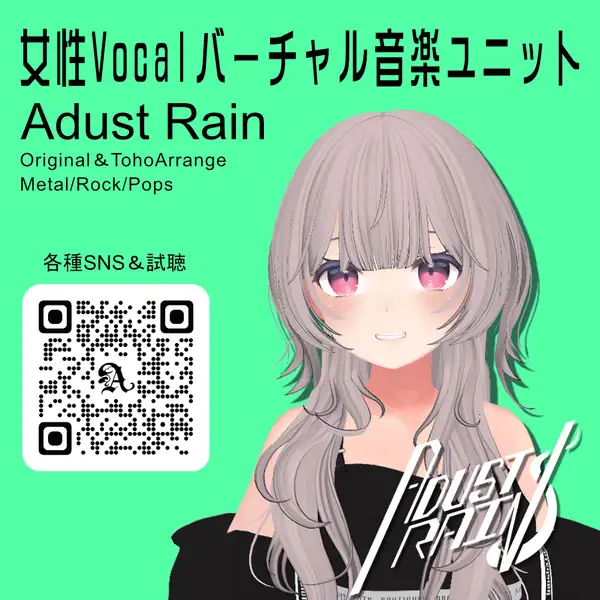 女性Vocalバーチャル音楽ユニット
Adust Rain
Original＆TohoArrange
Metal/Rock/Pops
各種SNS＆試聴
A
ADUST
RAIN